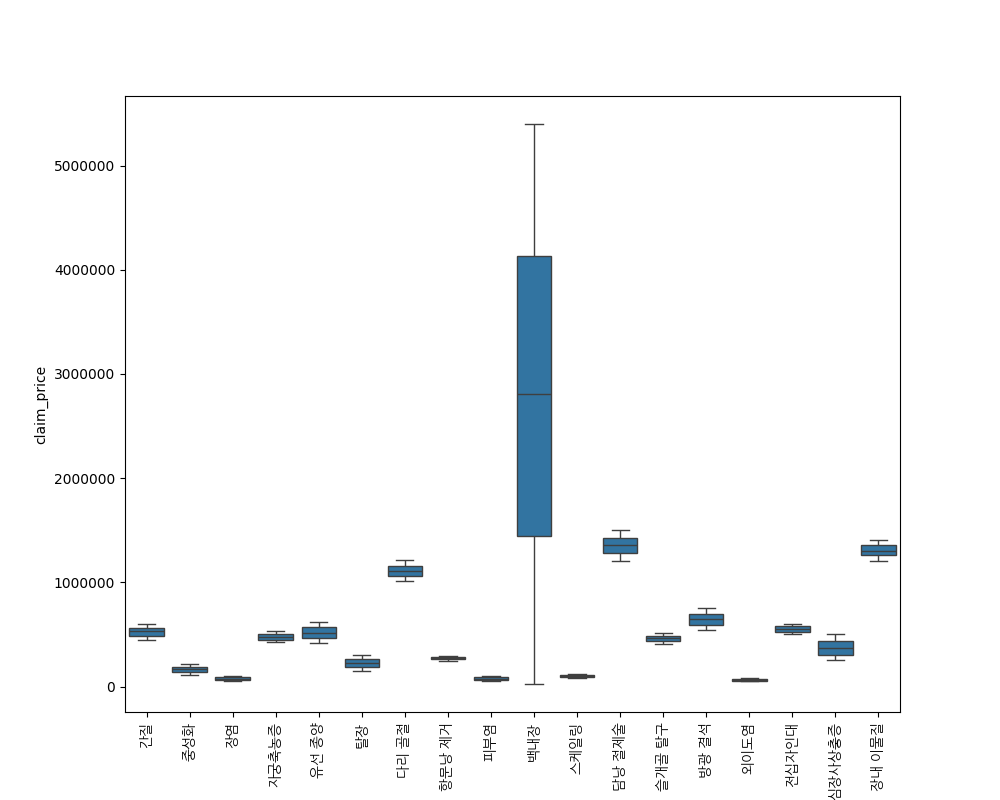 5000000
4000000
3000000
2000000
1000000
0
claim_price
간질
중성화
장염
자궁축농증
유선 종양
탈장
다리 골절
항문낭 제거
피부염
백내장
스케일링
담낭 절제술
슬개골 탈구
방광 결석
외이도염
전십자인대
심장사상충증
장내 이물질